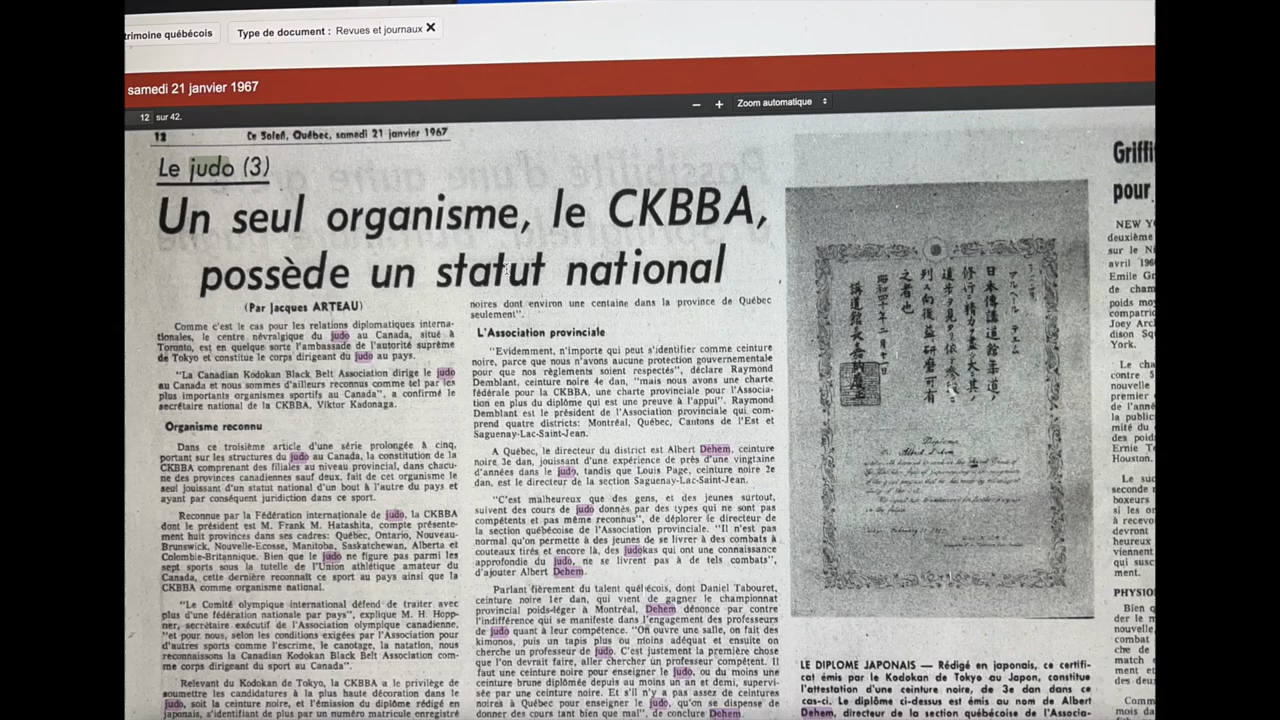 trimoine québécois
Type de document : Revues et journaux ✕
samedi 21 janvier 1967
12 sur 42.
− + Zoom automatique
12 Le Soleil, Québec, samedi 21 janvier 1967
Le judo (3)
Un seul organisme, le CKBBA,
possède un statut national
(Par Jacques ARTEAU)
Comme c'est le cas pour les relations diplomatiques interna-
tionales, le centre névralgique du judo au Canada, situé à
Toronto, est en quelque sorte l'ambassade de l'autorité suprême
de Tokyo et constitue le corps dirigeant du judo au pays.
"La Canadian Kodokan Black Belt Association dirige le judo
au Canada et nous sommes d'ailleurs reconnus comme tel par les
plus importants organismes sportifs au Canada", a confirmé le
secrétaire national de la CKBBA, Viktor Kadonaga.
Organisme reconnu
Dans ce troisième article d'une série prolongée à cinq,
portant sur les structures du judo au Canada, la constitution de la
CKBBA comprenant des filiales au niveau provincial, dans chacu-
ne des provinces canadiennes sauf deux, fait de cet organisme le
seul jouissant d'un statut national d'un bout à l'autre du pays et
ayant par conséquent juridiction dans ce sport.
Reconnue par la Fédération internationale de judo, la CKBBA
dont le président est M. Frank M. Hatashita, compte présente-
ment huit provinces dans ses cadres: Québec, Ontario, Nouveau-
Brunswick, Nouvelle-Ecosse, Manitoba, Saskatchewan, Alberta et
Colombie-Britannique. Bien que le judo ne figure pas parmi les
sept sports sous la tutelle de l'Union athlétique amateur du
Canada, cette dernière reconnaît ce sport au pays ainsi que la
CKBBA comme organisme national.
"Le Comité olympique international défend de traiter avec
plus d'une fédération nationale par pays", explique M. H. Hopp-
ner, secrétaire exécutif de l'Association olympique canadienne,
"et pour nous, selon les conditions exigées par l'Association pour
d'autres sports comme l'escrime, le canotage, la natation, nous
reconnaissons la Canadian Kodokan Black Belt Association com-
me corps dirigeant du sport au Canada".
Relevant du Kodokan de Tokyo, la CKBBA a le privilège de
soumettre les candidatures à la plus haute décoration dans le
judo, soit la ceinture noire, et l'émission du diplôme rédigé en
japonais, s'identifiant de plus par un numéro matricule enregistré
noires dont environ une centaine dans la province de Québec
seulement".
L'Association provinciale
"Evidemment, n'importe qui peut s'identifier comme ceinture
noire, parce que nous n'avons aucune protection gouvernementale
pour que nos règlements soient respectés", déclare Raymond
Demblant, ceinture noire 4e dan, "mais nous avons une charte
fédérale pour la CKBBA, une charte provinciale pour l'Associa-
tion en plus du diplôme qui est une preuve à l'appui". Raymond
Demblant est le président de l'Association provinciale qui com-
prend quatre districts: Montréal, Québec, Cantons de l'Est et
Saguenay-Lac-Saint-Jean.
A Québec, le directeur du district est Albert Dehem, ceinture
noire 3e dan, jouissant d'une expérience de près d'une vingtaine
d'années dans le judo, tandis que Louis Page, ceinture noire 2e
dan, est le directeur de la section Saguenay-Lac-Saint-Jean.
"C'est malheureux que des gens, et des jeunes surtout,
suivent des cours de judo donnés par des types qui ne sont pas
compétents et pas même reconnus", de déplorer le directeur de
la section québécoise de l'Association provinciale. "Il n'est pas
normal qu'on permette à des jeunes de se livrer à des combats à
couteaux tirés et encore là, des judokas qui ont une connaissance
approfondie du judo, ne se livrent pas à de tels combats",
d'ajouter Albert Dehem.
Parlant fièrement du talent québécois, dont Daniel Tabouret,
ceinture noire 1er dan, qui vient de gagner le championnat
provincial poids-léger à Montréal, Dehem dénonce par contre
l'indifférence qui se manifeste dans l'engagement des professeurs
de judo quant à leur compétence. "On ouvre une salle, on fait des
kimonos, puis un tapis plus ou moins adéquat et ensuite on
cherche un professeur de judo. C'est justement la première chose
que l'on devrait faire, aller chercher un professeur compétent. Il
faut une ceinture noire pour enseigner le judo, ou du moins une
ceinture brune diplômée depuis au moins un an et demi, supervi-
sée par une ceinture noire. Et s'il n'y a pas assez de ceintures
noires à Québec pour enseigner le judo, qu'on se dispense de
donner des cours tant bien que mal", de conclure Dehem.
Diploma
Albert Dehem
LE DIPLOME JAPONAIS — Rédigé en japonais, ce certifi-
cat émis par le Kodokan de Tokyo au Japon, constitue
l'attestation d'une ceinture noire, de 3e dan dans ce
cas-ci. Le diplôme ci-dessus est émis au nom de Albert
Dehem, directeur de la section québécoise de l'Associa-
Griffi
pour
NEW Y
deuxième
sur le Ni
avril 196
Emile Gr
de cham
poids moy
compatrio
Joey Arc
dison Sq
York.
Le cha
contre 5
nouvelle
premier
de l'anné
la public
mité du
des poid
Ernie Te
Houston.
Le suc
seconde
boxeurs
si les or
à recevo
devront
heureux
viennent
qui susc
ment.
PHYSIO
Bien q
der le m
nouvelle,
combat
che de
match
ment et
des deu
Comm